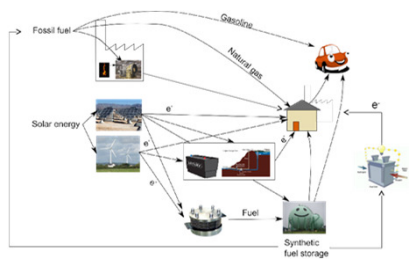 Gasoline
Fossil fuel
Natural gas
e-
e-
Solar energy
e-
e-
e-
Fuel
Synthetic
fuel storage